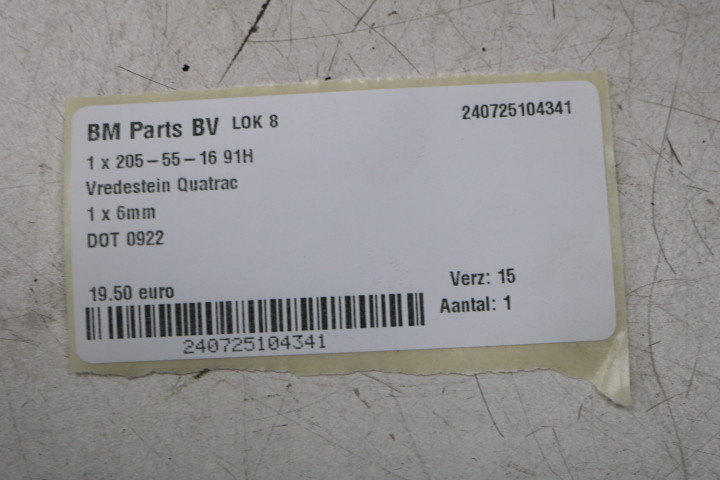 BM Parts BV LOK 8 240725104341
1 x 205-55-16 91H
Vredestein Quatrac
1 x 6mm
DOT 0922
19.50 euro Verz: 15
Aantal: 1
240725104341